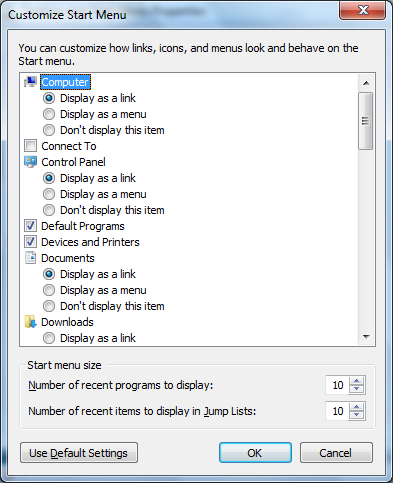 Customize Start Menu
You can customize how links, icons, and menus look and behave on the
Start menu.
Computer
Display as a link
Display as a menu
Don't display this item
Connect To
Control Panel
Display as a link
Display as a menu
Don't display this item
Default Programs
Devices and Printers
Documents
Display as a link
Display as a menu
Don't display this item
Downloads
Display as a link
Start menu size
Number of recent programs to display: 10
Number of recent items to display in Jump Lists: 10
Use Default Settings OK Cancel